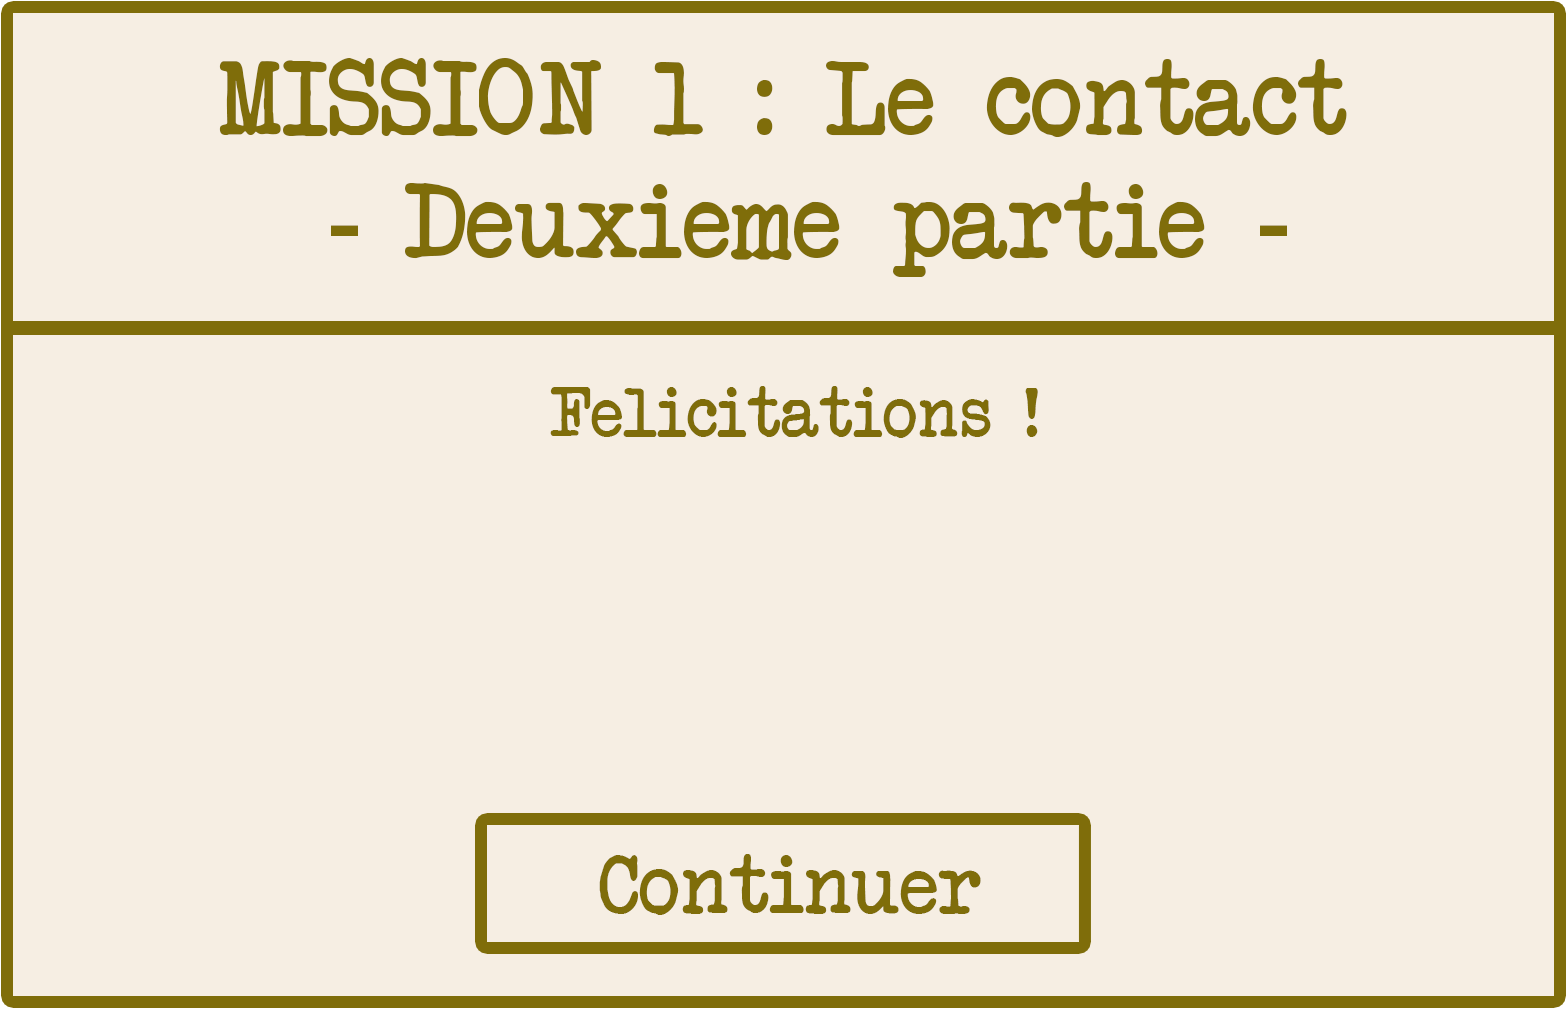 MISSION 1 : Le contact
- Deuxieme partie -
Felicitations !
Continuer